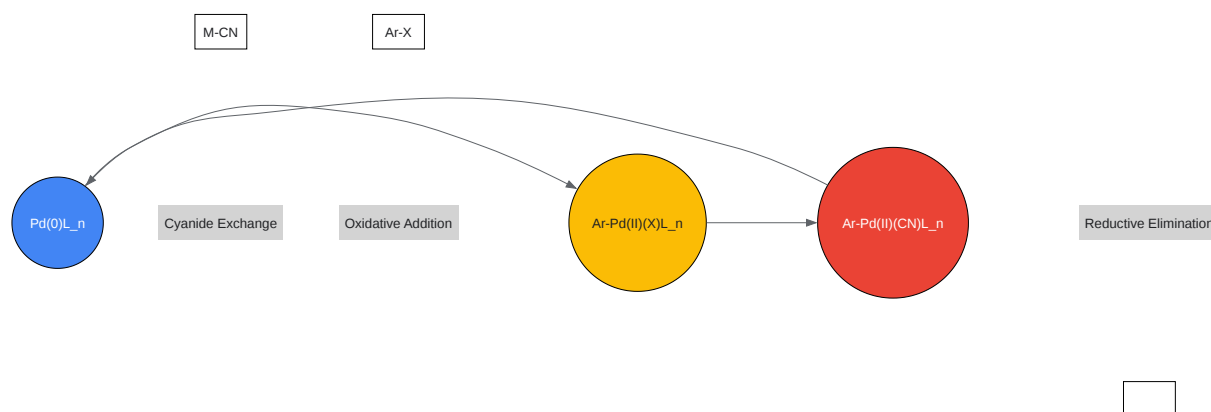 M-CN
Ar-X
Pd(0)L_n
Cyanide Exchange
Oxidative Addition
Ar-Pd(II)(X)L_n
Ar-Pd(II)(CN)L_n
Reductive Elimination